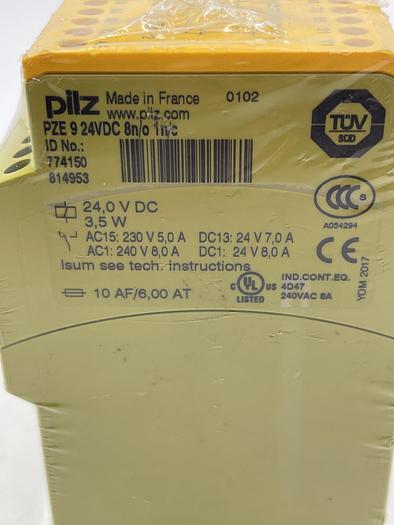 pilz Made in France 0102
www.pilz.com
PZE 9 24VDC 8n/o 1n/c
ID No.:
774150
814953
TÜV
SÜD
CCC S
A054294
24,0 V DC
3,5 W
AC15: 230 V 5,0 A DC13: 24 V 7,0 A
AC1: 240 V 8,0 A DC1: 24 V 8,0 A
Isum see tech. instructions
CE
YOM 2017
10 AF/6,00 AT
C UL US
LISTED
IND.CONT.EQ.
4D47
240VAC 8A